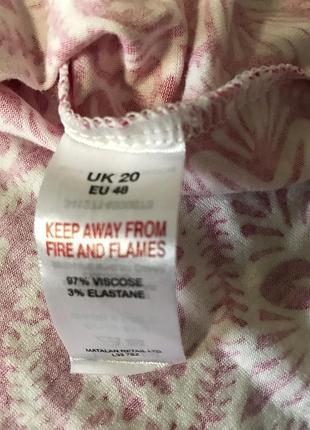 UK 20
EU 48
KEEP AWAY FROM
FIRE AND FLAMES
97% VISCOSE
3% ELASTANE
MATALAN RETAIL LTD